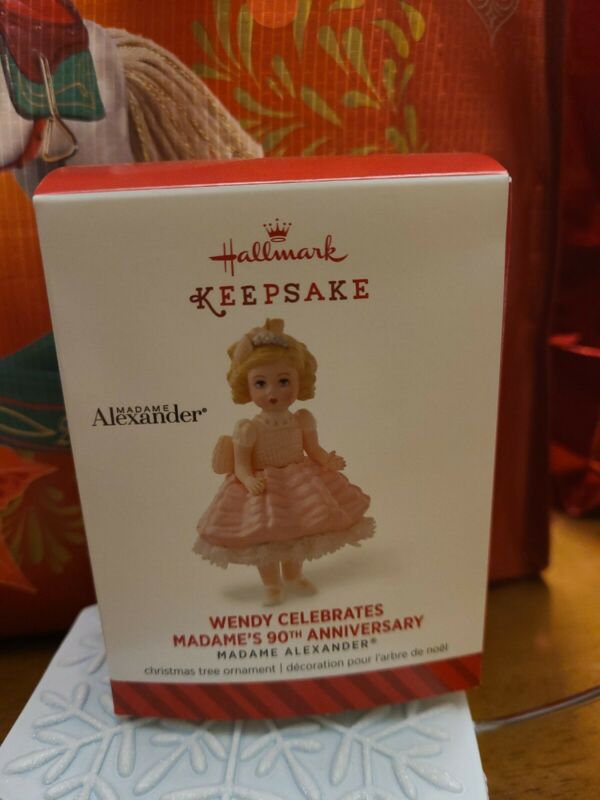 Hallmark
KEEPSAKE
MADAME
Alexander®
WENDY CELEBRATES
MADAME'S 90TH ANNIVERSARY
MADAME ALEXANDER®
christmas tree ornament | décoration pour l'arbre de noël